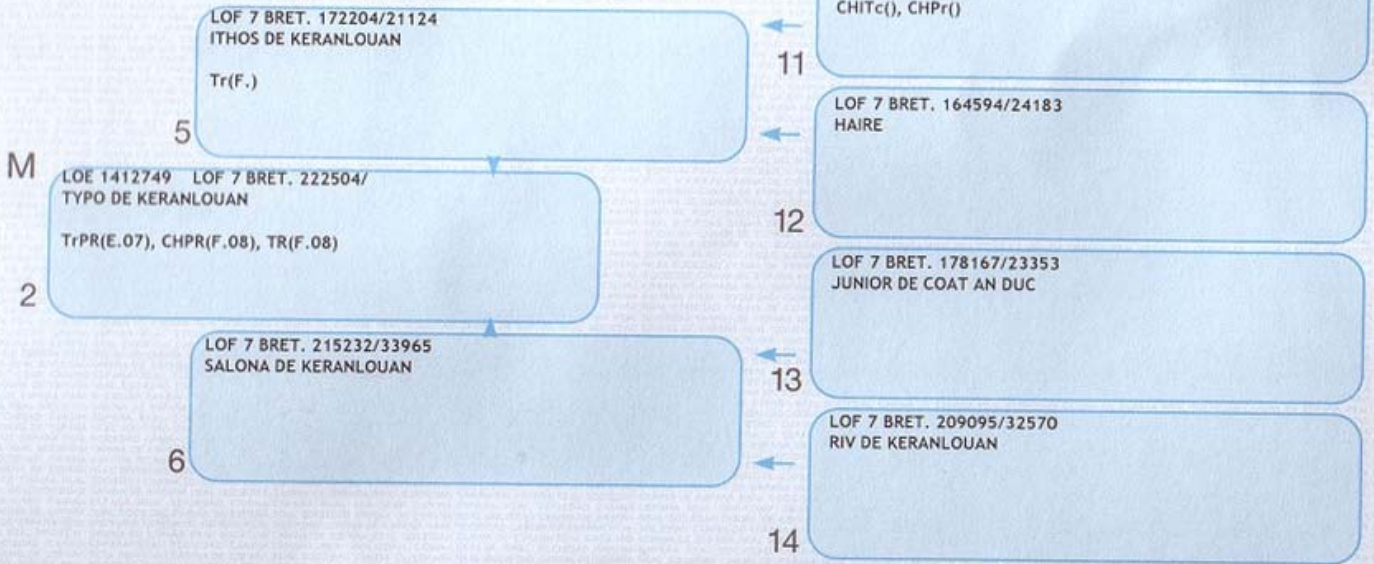 CHITc(), CHPr()
11
LOF 7 BRET. 172204/21124
ITHOS DE KERANLOUAN
Tr(F.)
5
LOF 7 BRET. 164594/24183
HAIRE
12
M
LOE 1412749 LOF 7 BRET. 222504/
TYPO DE KERANLOUAN
TrPR(E.07), CHPR(F.08), TR(F.08)
2
LOF 7 BRET. 178167/23353
JUNIOR DE COAT AN DUC
13
LOF 7 BRET. 215232/33965
SALONA DE KERANLOUAN
6
LOF 7 BRET. 209095/32570
RIV DE KERANLOUAN
14